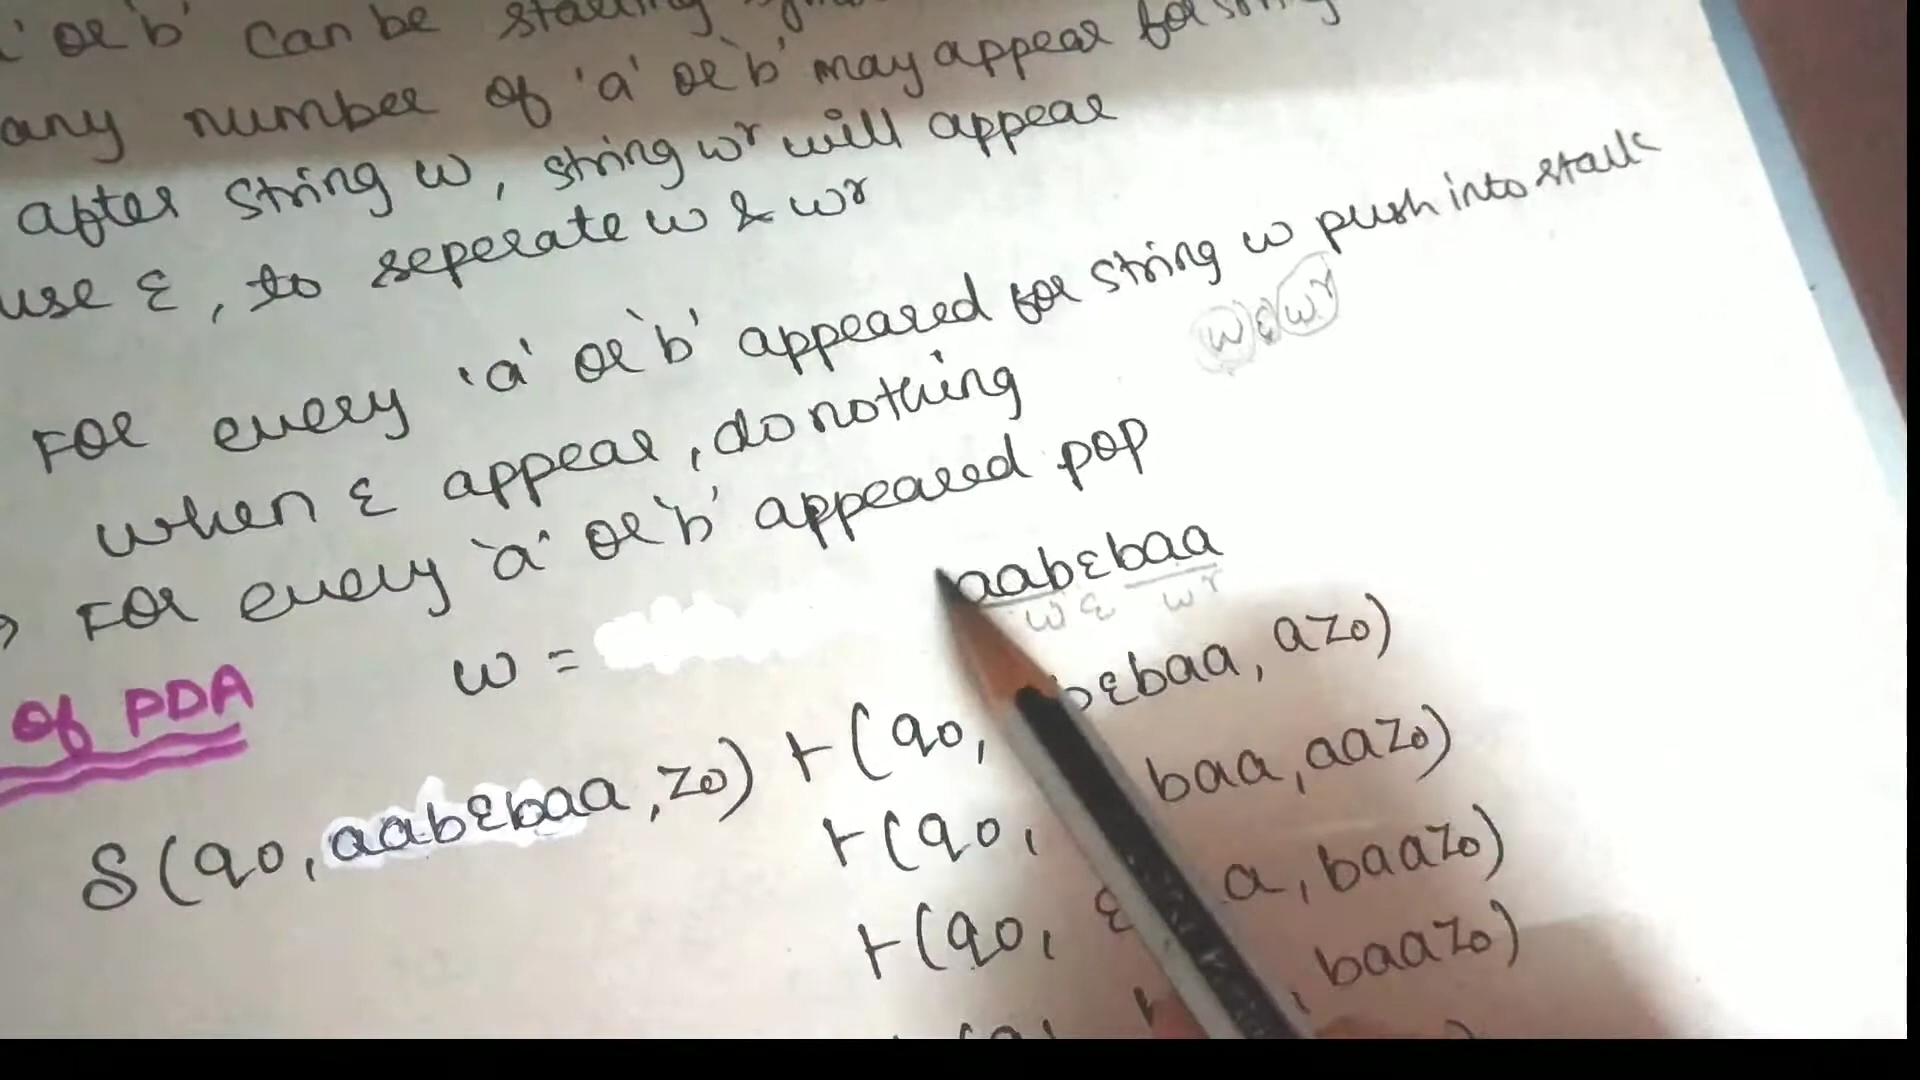 'a' or 'b' can be starting
any number of 'a' or 'b' may appear for string
after string w, string wʳ will appear
use ε, to seperate w & wʳ
For every 'a' or 'b' appeared for string w push into stack
w ε wʳ
when ε appear, do nothing
For every 'a' or 'b' appeared pop
w = aabεbaa
w ε wʳ
of PDA
δ(q0, aabεbaa, z0) ⊢ (q0, bεbaa, az0)
⊢ (q0, baa, aaz0)
⊢ (q0, ε a, baaz0)
, baaz0)